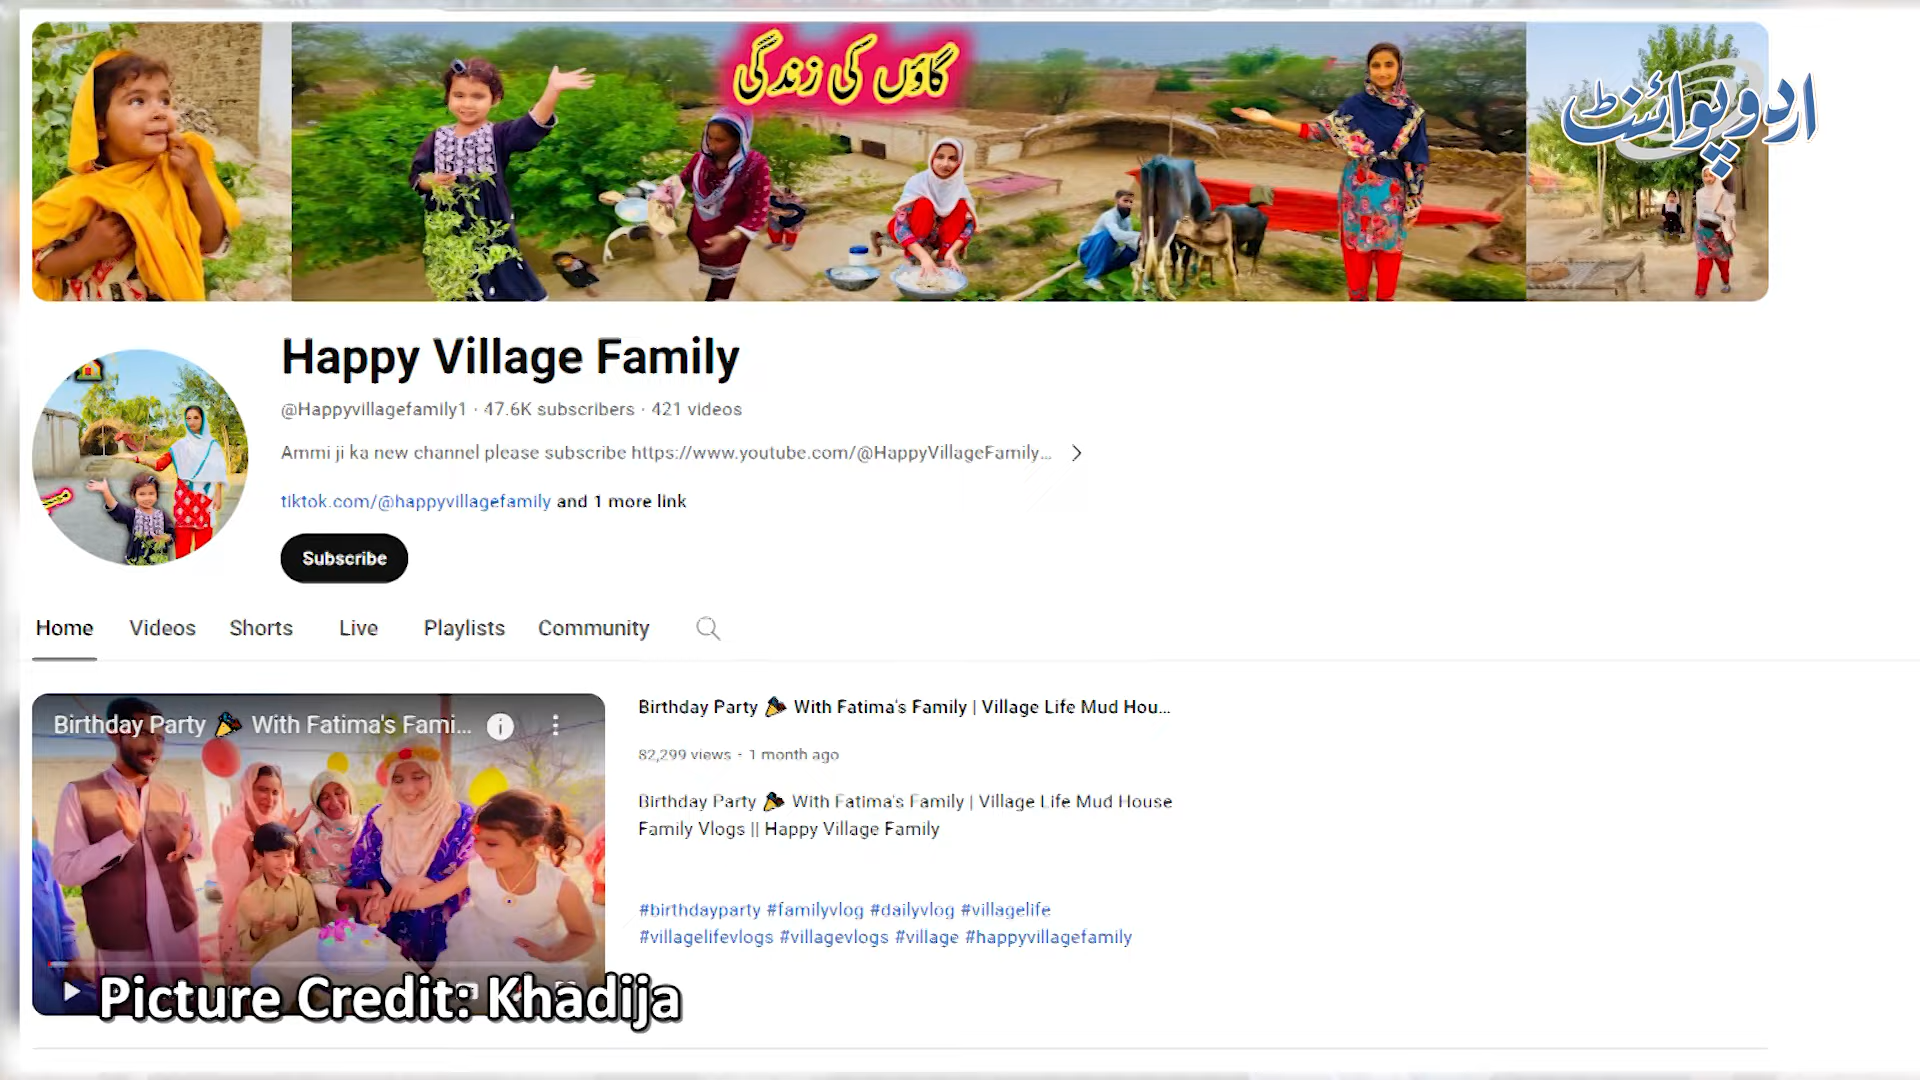 گاؤں کی زندگی
اردو پوائنٹ
Happy Village Family
@Happyvillagefamily1 · 47.6K subscribers · 421 videos
Ammi ji ka new channel please subscribe https://www.youtube.com/@HappyVillageFamily...
tiktok.com/@happyvillagefamily and 1 more link
Subscribe
Home Videos Shorts Live Playlists Community
Birthday Party 🎉 With Fatima's Fami...
Birthday Party 🎉 With Fatima's Family | Village Life Mud Hou...
82,299 views · 1 month ago
Birthday Party 🎉 With Fatima's Family | Village Life Mud House
Family Vlogs || Happy Village Family
#birthdayparty #familyvlog #dailyvlog #villagelife
#villagelifevlogs #villagevlogs #village #happyvillagefamily
Picture Credit: Khadija